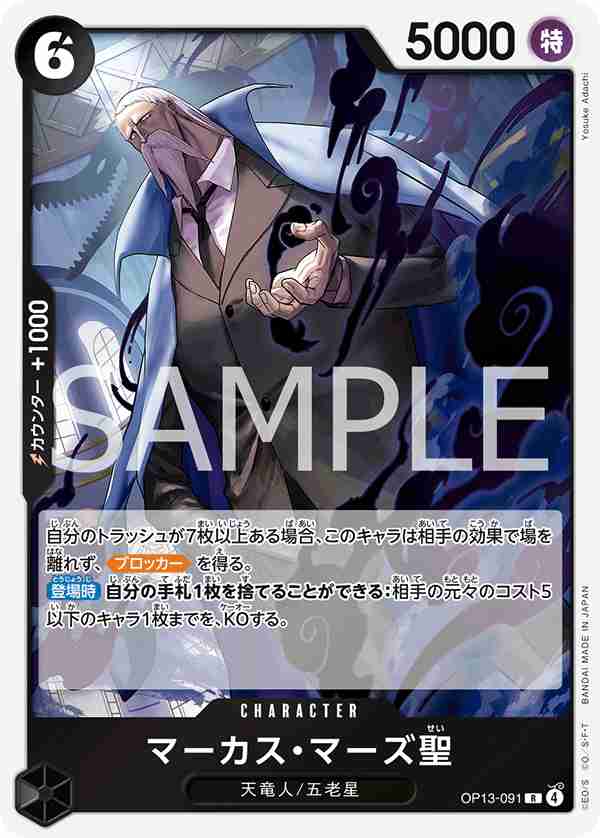 6
5000
特
Yosuke Adachi
カウンター +1000
SAMPLE
自分のトラッシュが7枚以上ある場合、このキャラは相手の効果で場を
離れず、ブロッカーを得る。
登場時 自分の手札1枚を捨てることができる:相手の元々のコスト5
以下のキャラ1枚までを、KOする。
CHARACTER
マーカス・マーズ聖
天竜人/五老星
OP13-091 R 4
©E.O./S ©O./S・F・T BANDAI MADE IN JAPAN